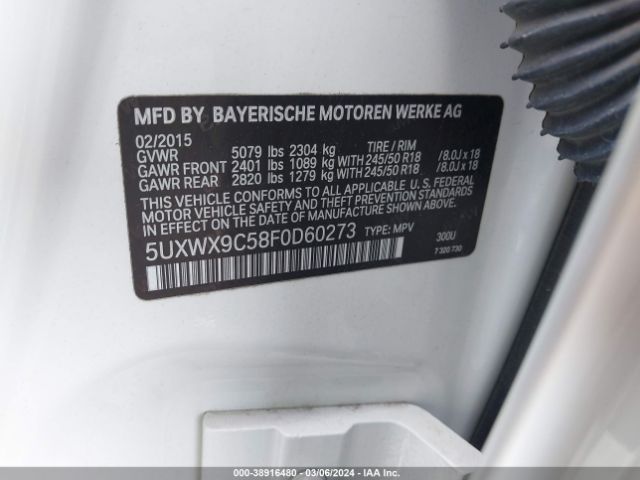 MFD BY BAYERISCHE MOTOREN WERKE AG
02/2015 TIRE / RIM
GVWR 5079 lbs 2304 kg
GAWR FRONT 2401 lbs 1089 kg WITH 245/50 R18 /8.0J x 18
GAWR REAR 2820 lbs 1279 kg WITH 245/50 R18 /8.0J x 18
THIS VEHICLE CONFORMS TO ALL APPLICABLE U.S. FEDERAL
MOTOR VEHICLE SAFETY, BUMPER, AND THEFT PREVENTION
STANDARDS IN EFFECT ON THE DATE OF MANUFACTURE SHOWN ABOVE.
5UXWX9C58F0D60273 TYPE: MPV 300U
7 320 730
000-38916480 — 03/06/2024 — IAA Inc.